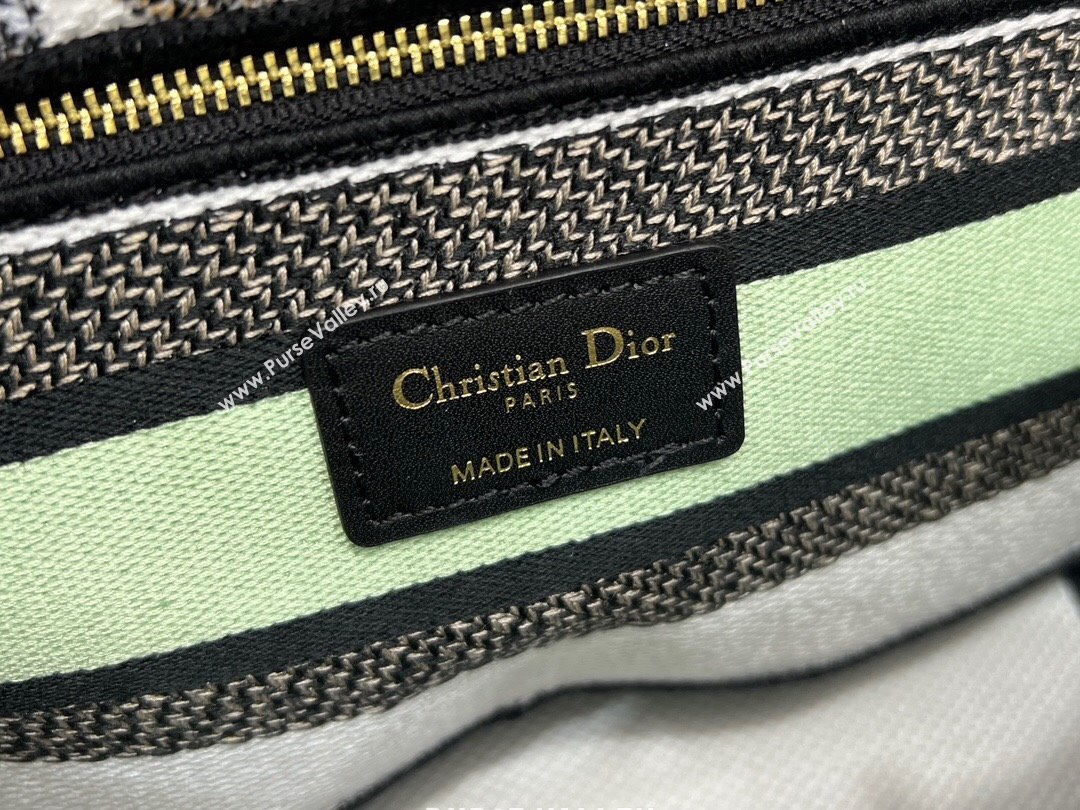 www.PurseValley.ru
www.PurseValley.ru
Christian Dior
PARIS
MADE IN ITALY